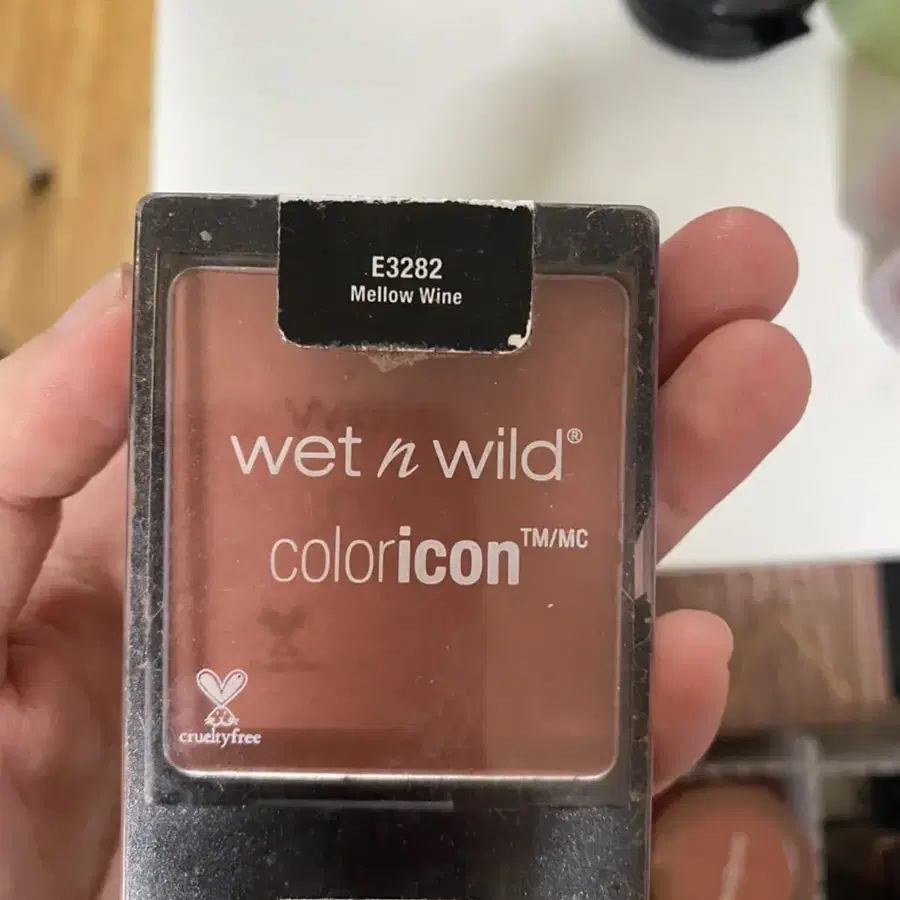 E3282
Mellow Wine
wet n wild®
coloricon™/MC
crueltyfree